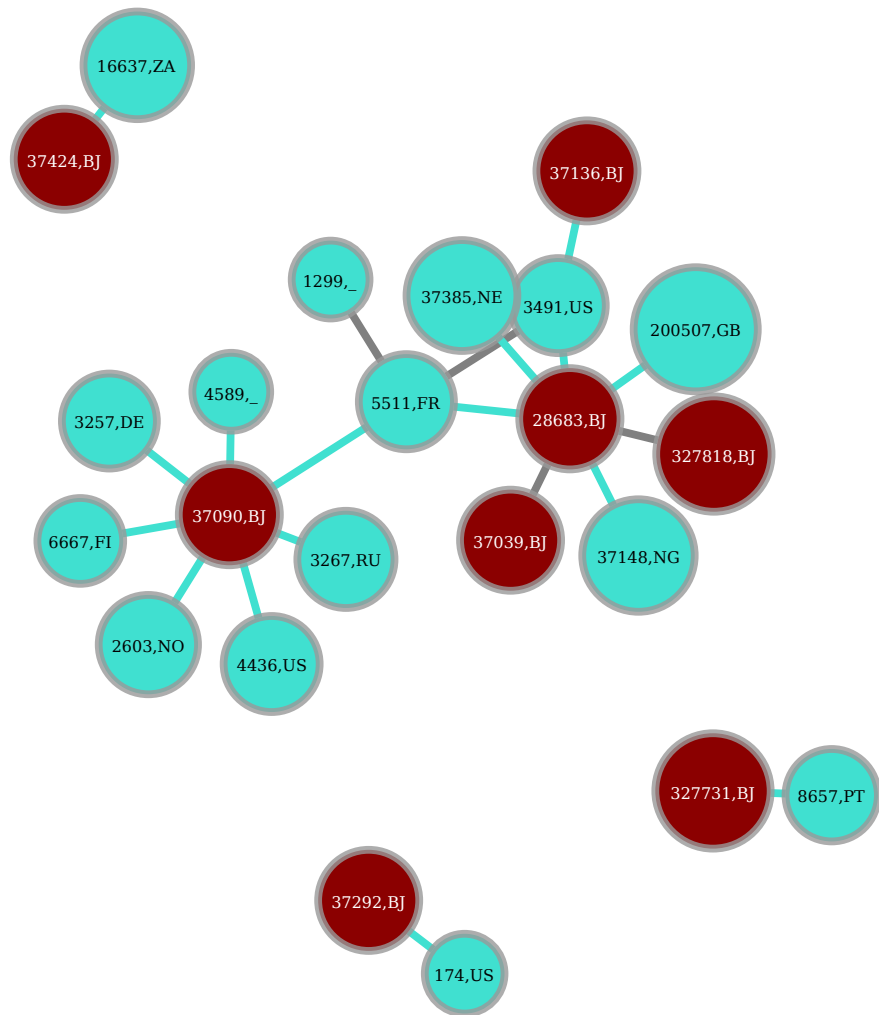 16637,ZA
37424,BJ
37136,BJ
1299,_
37385,NE
3491,US
200507,GB
4589,_
5511,FR
3257,DE
28683,BJ
327818,BJ
37090,BJ
6667,FI
37039,BJ
3267,RU
37148,NG
2603,NO
4436,US
327731,BJ
8657,PT
37292,BJ
174,US